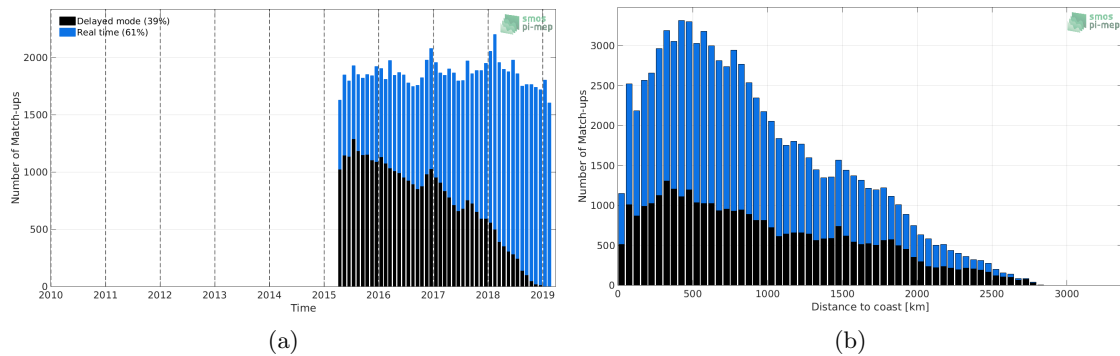 Delayed mode (39%)
Real time (61%)
smos
pi-mep
Number of Match-ups
2000
1500
1000
500
0
2010 2011 2012 2013 2014 2015 2016 2017 2018 2019
Time
(a)
smos
pi-mep
Number of Match-ups
3000
2500
2000
1500
1000
500
0
0 500 1000 1500 2000 2500 3000
Distance to coast [km]
(b)